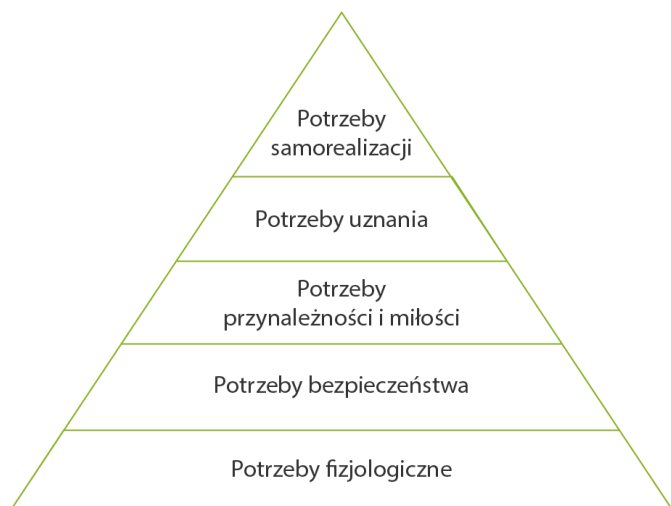 Potrzeby
samorealizacji
Potrzeby uznania
Potrzeby
przynależności i miłości
Potrzeby bezpieczeństwa
Potrzeby fizjologiczne